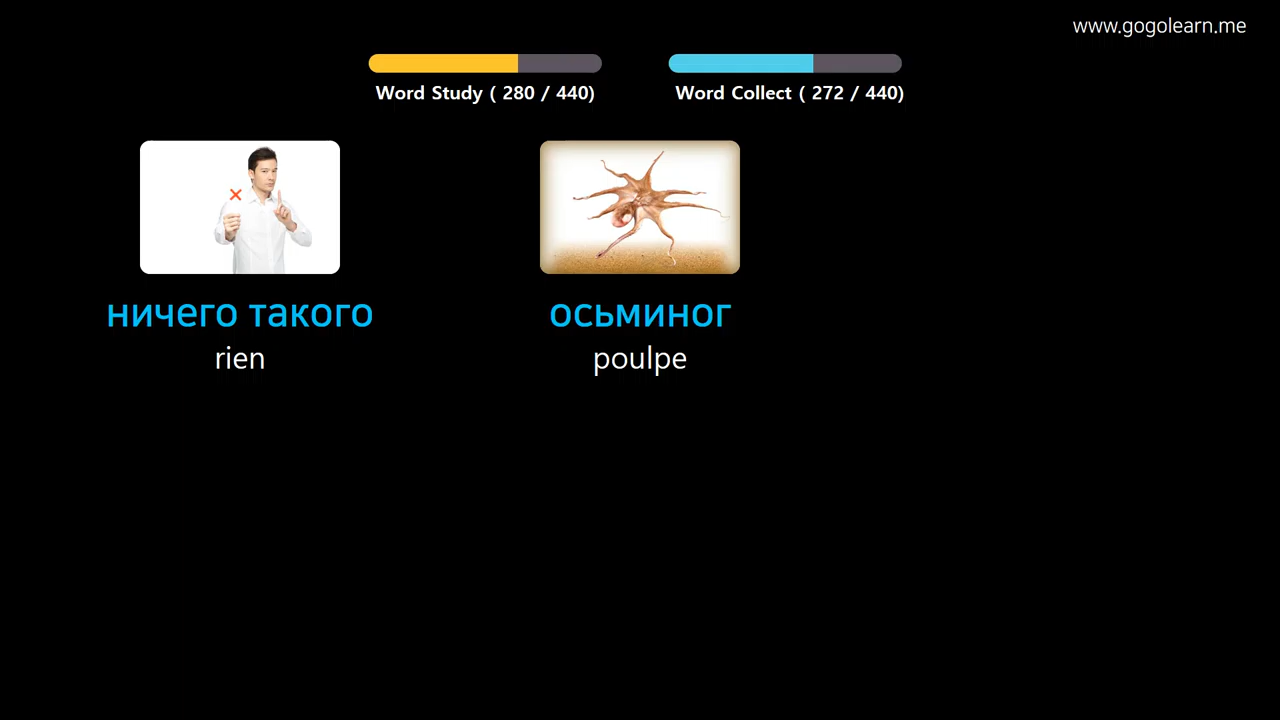 www.gogolearn.me
Word Study ( 280 / 440)
Word Collect ( 272 / 440)
ничего такого
rien
осьминог
poulpe